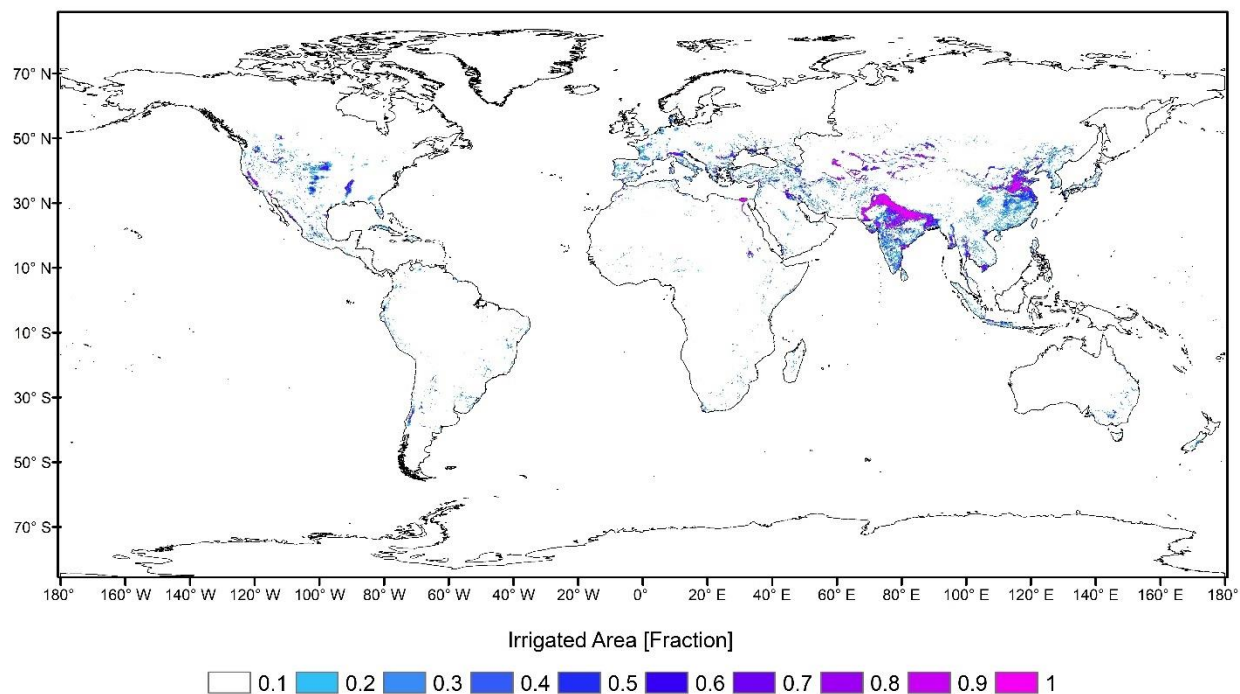 70° N
50° N
30° N
10° N
10° S
30° S
50° S
70° S
180° 160° W 140° W 120° W 100° W 80° W 60° W 40° W 20° W 0° 20° E 40° E 60° E 80° E 100° E 120° E 140° E 160° E 180°
Irrigated Area [Fraction]
0.1 0.2 0.3 0.4 0.5 0.6 0.7 0.8 0.9 1